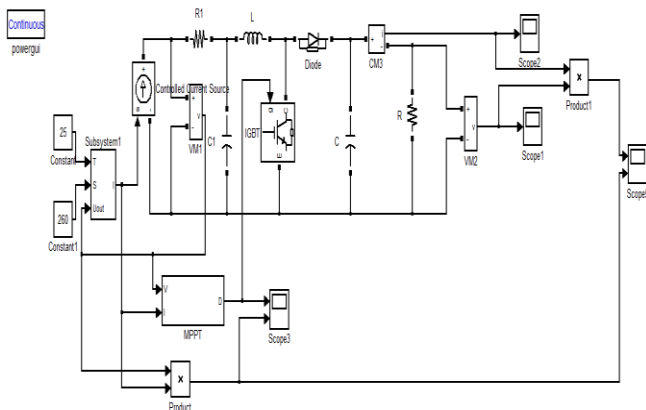 Continuous
powergui
R1
L
Diode
CM3
i
+
-
Scope2
Product1
Controlled Current Source
+
-
v
VM1
C1
IGBT
g
C
E
C
R
+
-
v
VM2
Scope1
25
Constant
Subsystem1
T
S
Uout
I
260
Constant1
V
I
D
MPPT
Scope3
Product